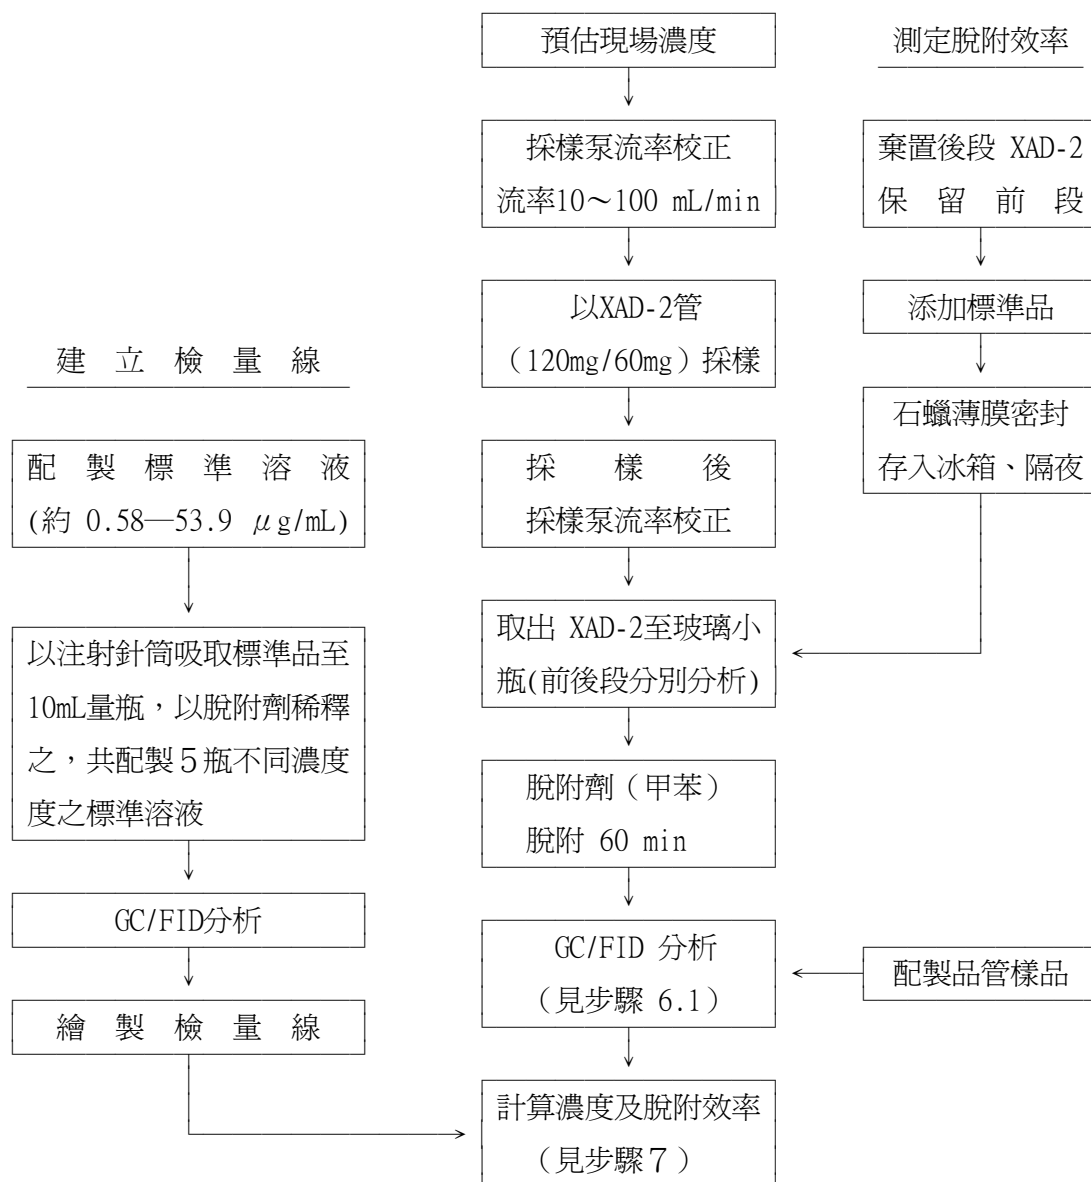 預估現場濃度
採樣泵流率校正
流率10～100 mL/min
以XAD-2管
（120mg/60mg）採樣
採樣後
採樣泵流率校正
取出 XAD-2至玻璃小
瓶(前後段分別分析)
脫附劑（甲苯）
脫附 60 min
GC/FID 分析
（見步驟 6.1）
計算濃度及脫附效率
（見步驟７）
測定脫附效率
棄置後段 XAD-2
保留前段
添加標準品
石蠟薄膜密封
存入冰箱、隔夜
配製品管樣品
建立檢量線
配製標準溶液
(約 0.58—53.9 μg/mL)
以注射針筒吸取標準品至
10mL量瓶，以脫附劑稀釋
之，共配製５瓶不同濃度
度之標準溶液
GC/FID分析
繪製檢量線